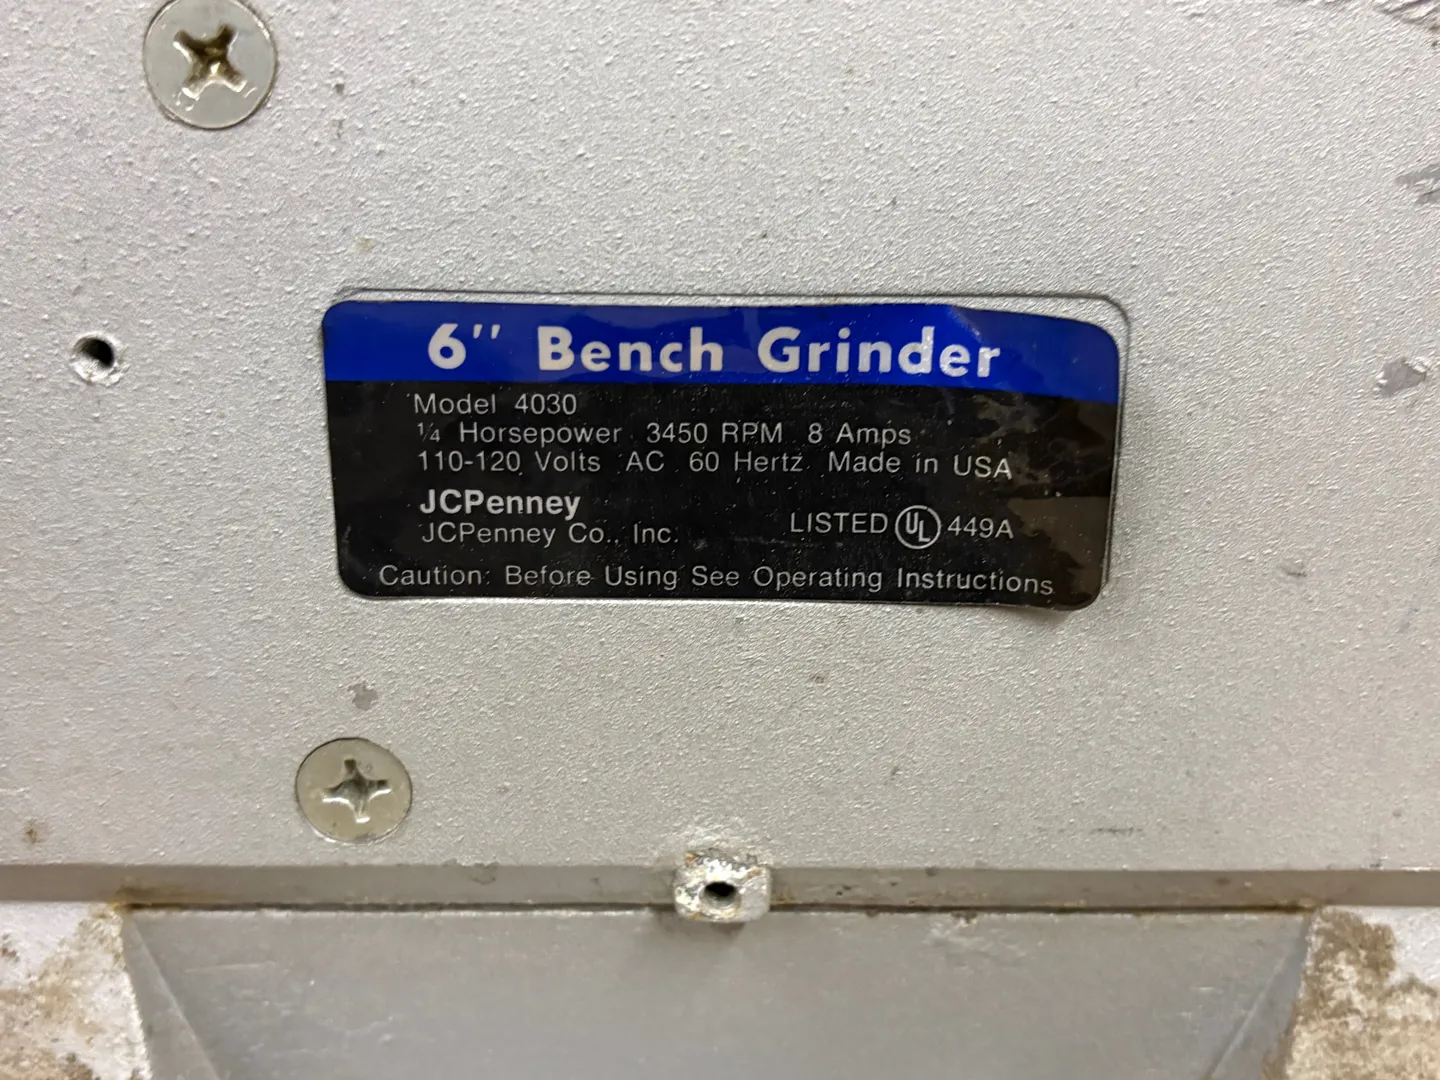 6" Bench Grinder
Model 4030
¼ Horsepower 3450 RPM 8 Amps
110-120 Volts AC 60 Hertz Made in USA
JCPenney
JCPenney Co., Inc.
LISTED UL 449A
Caution: Before Using See Operating Instructions